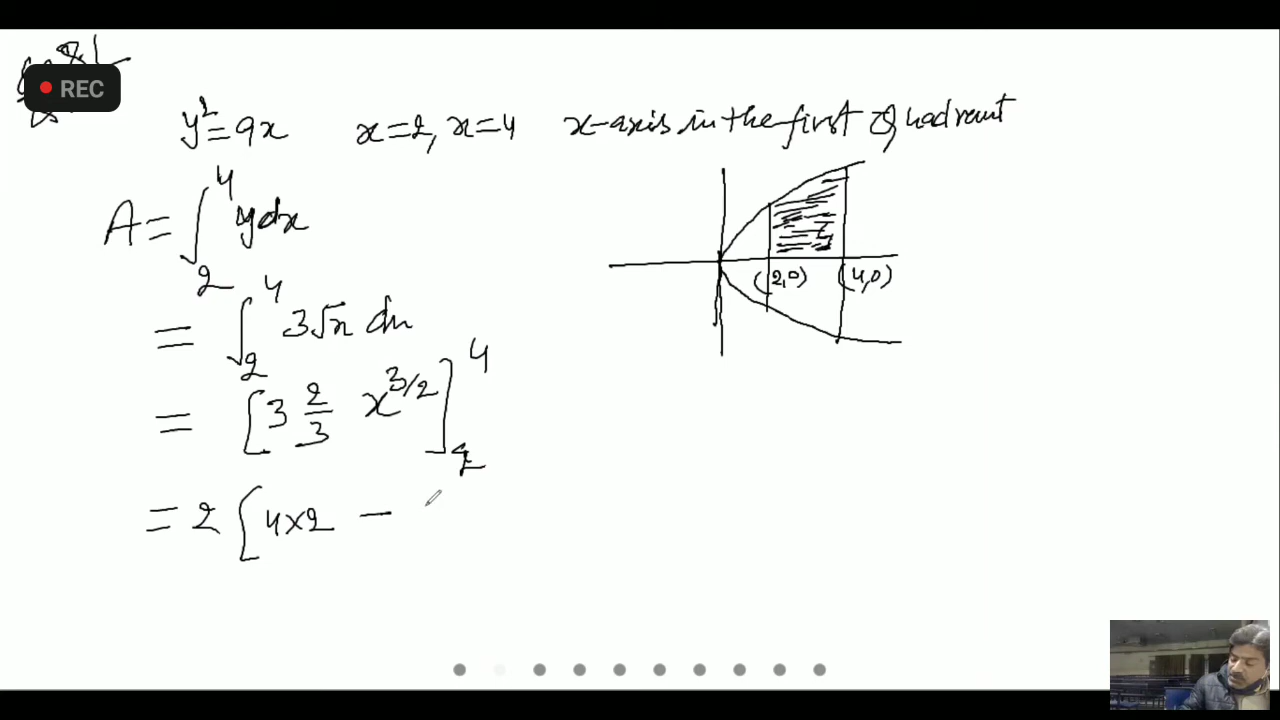 REC
y² = 9x x = 2, x = 4 x-axis in the first Quadrant
A = ∫₂⁴ y dx
= ∫₂⁴ 3√x dx
= [3 2/3 x^{3/2}]₂⁴
= 2 [4×2 –
(2,0) (4,0)